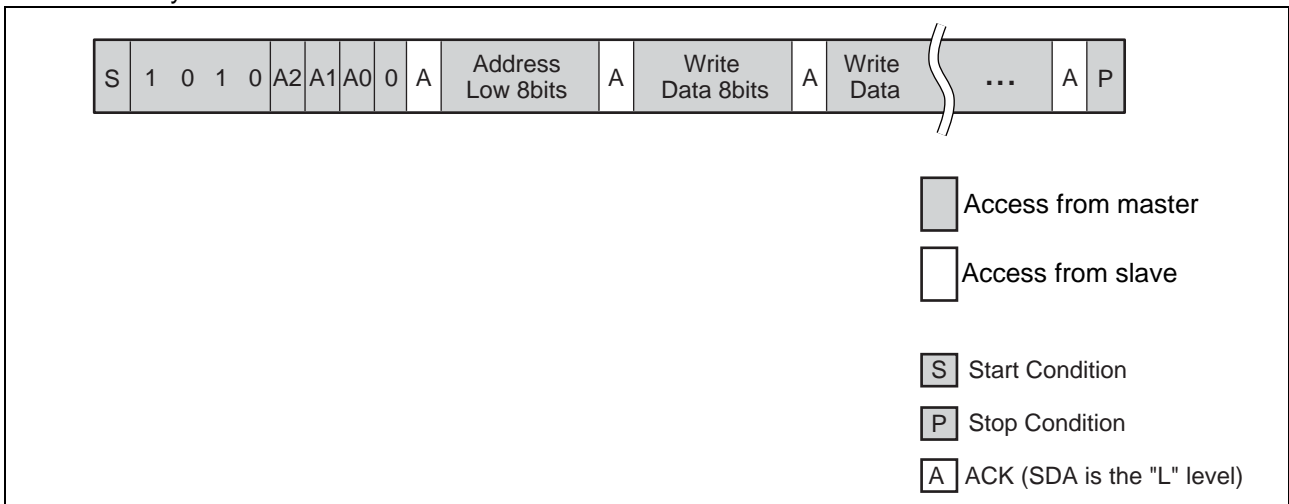 S 1 0 1 0 A2 A1 A0 0 A Address Low 8bits A Write Data 8bits A Write Data ... A P
Access from master
Access from slave
S Start Condition
P Stop Condition
A ACK (SDA is the "L" level)